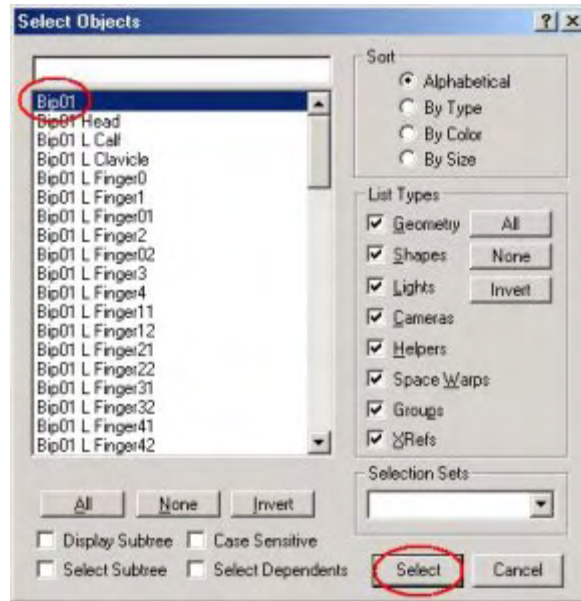 Select Objects
Bip01
Bip01 Head
Bip01 L Calf
Bip01 L Clavicle
Bip01 L Finger0
Bip01 L Finger1
Bip01 L Finger01
Bip01 L Finger2
Bip01 L Finger02
Bip01 L Finger3
Bip01 L Finger4
Bip01 L Finger11
Bip01 L Finger12
Bip01 L Finger21
Bip01 L Finger22
Bip01 L Finger31
Bip01 L Finger32
Bip01 L Finger41
Bip01 L Finger42
All None Invert
Display Subtree Case Sensitive
Select Subtree Select Dependents
Sort
Alphabetical
By Type
By Color
By Size
List Types
Geometry All
Shapes None
Lights Invert
Cameras
Helpers
Space Warps
Groups
XRefs
Selection Sets
Select Cancel